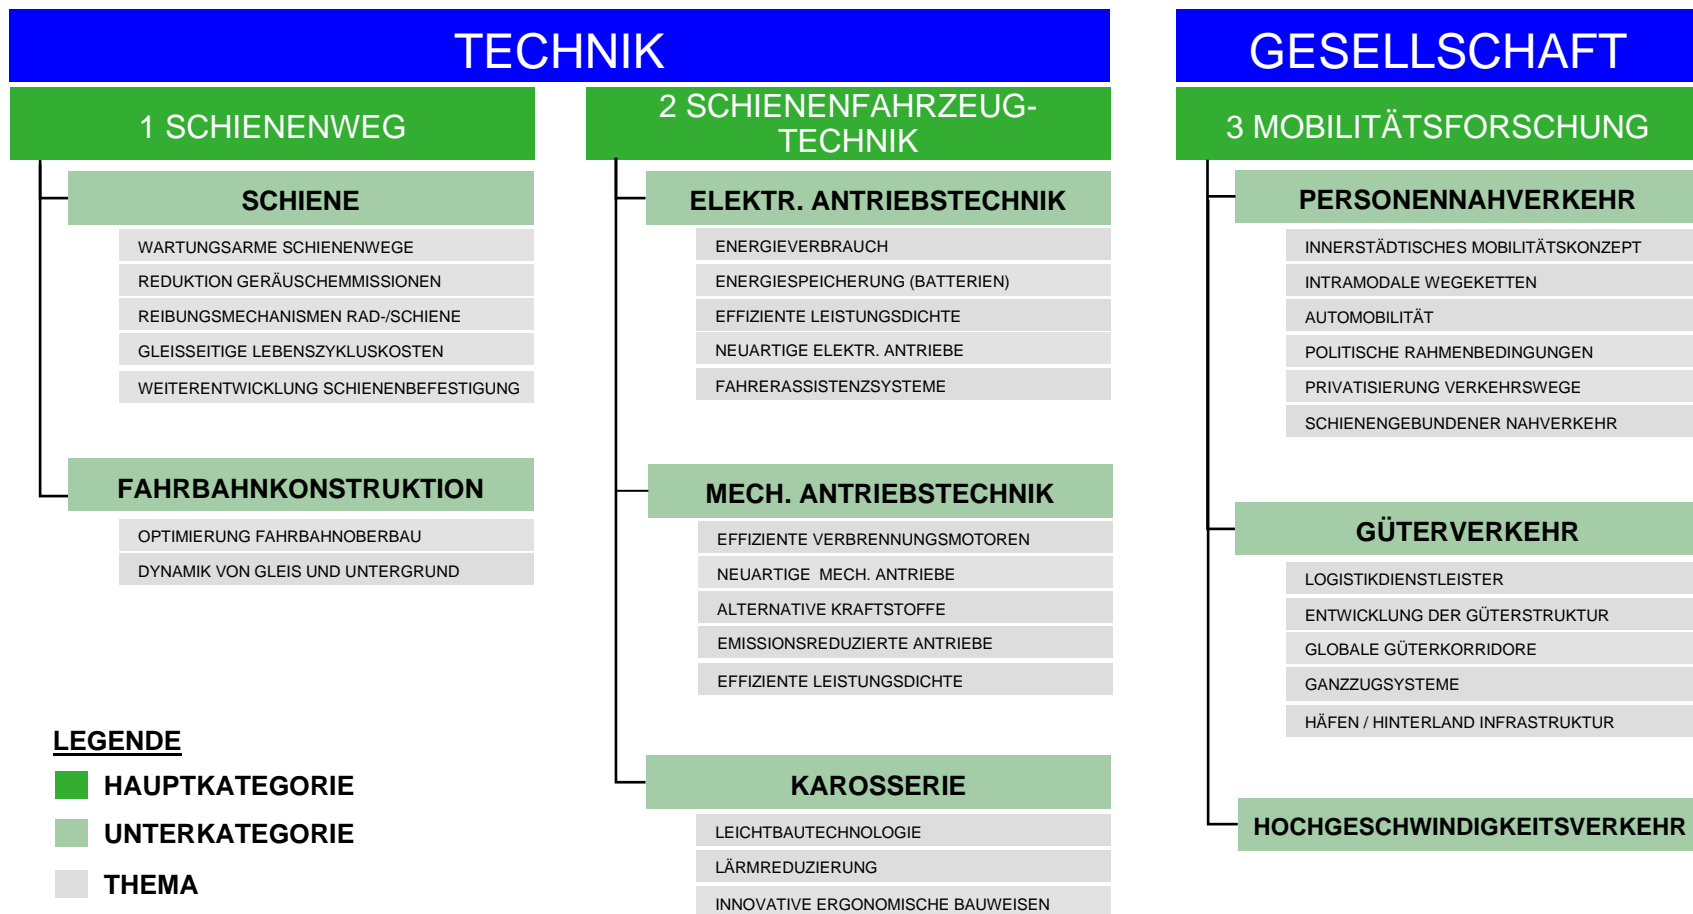 TECHNIK
1 SCHIENENWEG
SCHIENE
WARTUNGSARME SCHIENENWEGE
REDUKTION GERÄUSCHEMMISSIONEN
REIBUNGSMECHANISMEN RAD-/SCHIENE
GLEISSEITIGE LEBENSZYKLUSKOSTEN
WEITERENTWICKLUNG SCHIENENBEFESTIGUNG
FAHRBAHNKONSTRUKTION
OPTIMIERUNG FAHRBAHNOBERBAU
DYNAMIK VON GLEIS UND UNTERGRUND
2 SCHIENENFAHRZEUG-
TECHNIK
ELEKTR. ANTRIEBSTECHNIK
ENERGIEVERBRAUCH
ENERGIESPEICHERUNG (BATTERIEN)
EFFIZIENTE LEISTUNGSDICHTE
NEUARTIGE ELEKTR. ANTRIEBE
FAHRERASSISTENZSYSTEME
MECH. ANTRIEBSTECHNIK
EFFIZIENTE VERBRENNUNGSMOTOREN
NEUARTIGE MECH. ANTRIEBE
ALTERNATIVE KRAFTSTOFFE
EMISSIONSREDUZIERTE ANTRIEBE
EFFIZIENTE LEISTUNGSDICHTE
KAROSSERIE
LEICHTBAUTECHNOLOGIE
LÄRMREDUZIERUNG
INNOVATIVE ERGONOMISCHE BAUWEISEN
GESELLSCHAFT
3 MOBILITÄTSFORSCHUNG
PERSONENNAHVERKEHR
INNERSTÄDTISCHES MOBILITÄTSKONZEPT
INTRAMODALE WEGEKETTEN
AUTOMOBILITÄT
POLITISCHE RAHMENBEDINGUNGEN
PRIVATISIERUNG VERKEHRSWEGE
SCHIENENGEBUNDENER NAHVERKEHR
GÜTERVERKEHR
LOGISTIKDIENSTLEISTER
ENTWICKLUNG DER GÜTERSTRUKTUR
GLOBALE GÜTERKORRIDORE
GANZZUGSYSTEME
HÄFEN / HINTERLAND INFRASTRUKTUR
HOCHGESCHWINDIGKEITSVERKEHR
LEGENDE
HAUPTKATEGORIE
UNTERKATEGORIE
THEMA